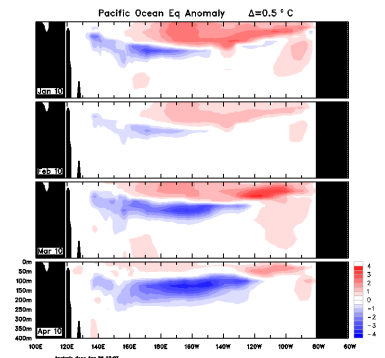 Pacific Ocean Eq Anomaly Δ=0.5 ° C
Jan 10
Feb 10
Mar 10
0m
50m
100m
150m
200m
250m
300m
350m
400m
Apr 10
4
3
2
1
0
-1
-2
-3
-4
100E 120E 140E 160E 180W 160W 140W 120W 100W 80W 60W